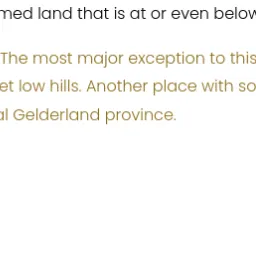 med land that is at or even below
The most major exception to this
et low hills. Another place with so
al Gelderland province.